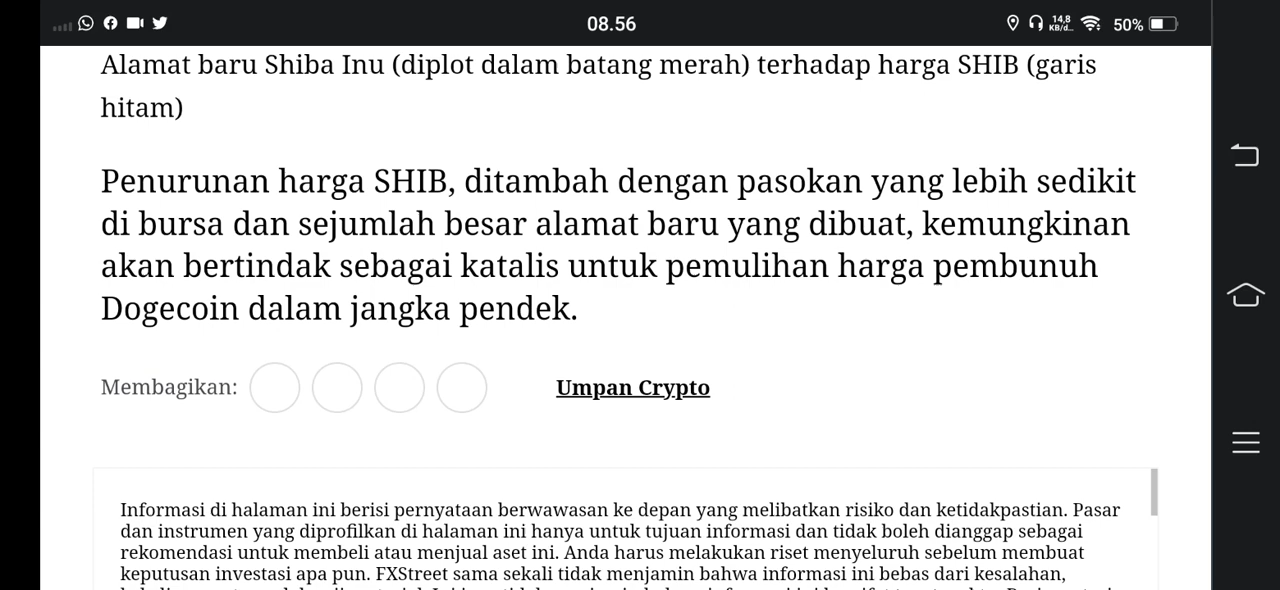 08.56
14,8
KB/d...
50%
Alamat baru Shiba Inu (diplot dalam batang merah) terhadap harga SHIB (garis
hitam)
Penurunan harga SHIB, ditambah dengan pasokan yang lebih sedikit
di bursa dan sejumlah besar alamat baru yang dibuat, kemungkinan
akan bertindak sebagai katalis untuk pemulihan harga pembunuh
Dogecoin dalam jangka pendek.
Membagikan:
Umpan Crypto
Informasi di halaman ini berisi pernyataan berwawasan ke depan yang melibatkan risiko dan ketidakpastian. Pasar
dan instrumen yang diprofilkan di halaman ini hanya untuk tujuan informasi dan tidak boleh dianggap sebagai
rekomendasi untuk membeli atau menjual aset ini. Anda harus melakukan riset menyeluruh sebelum membuat
keputusan investasi apa pun. FXStreet sama sekali tidak menjamin bahwa informasi ini bebas dari kesalahan,